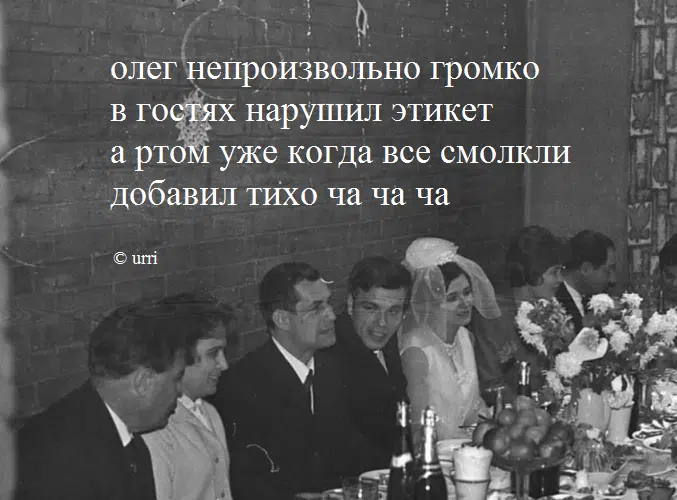 олег непроизвольно громко
в гостях нарушил этикет
а ртом уже когда все смолкли
добавил тихо ча ча ча
© urri